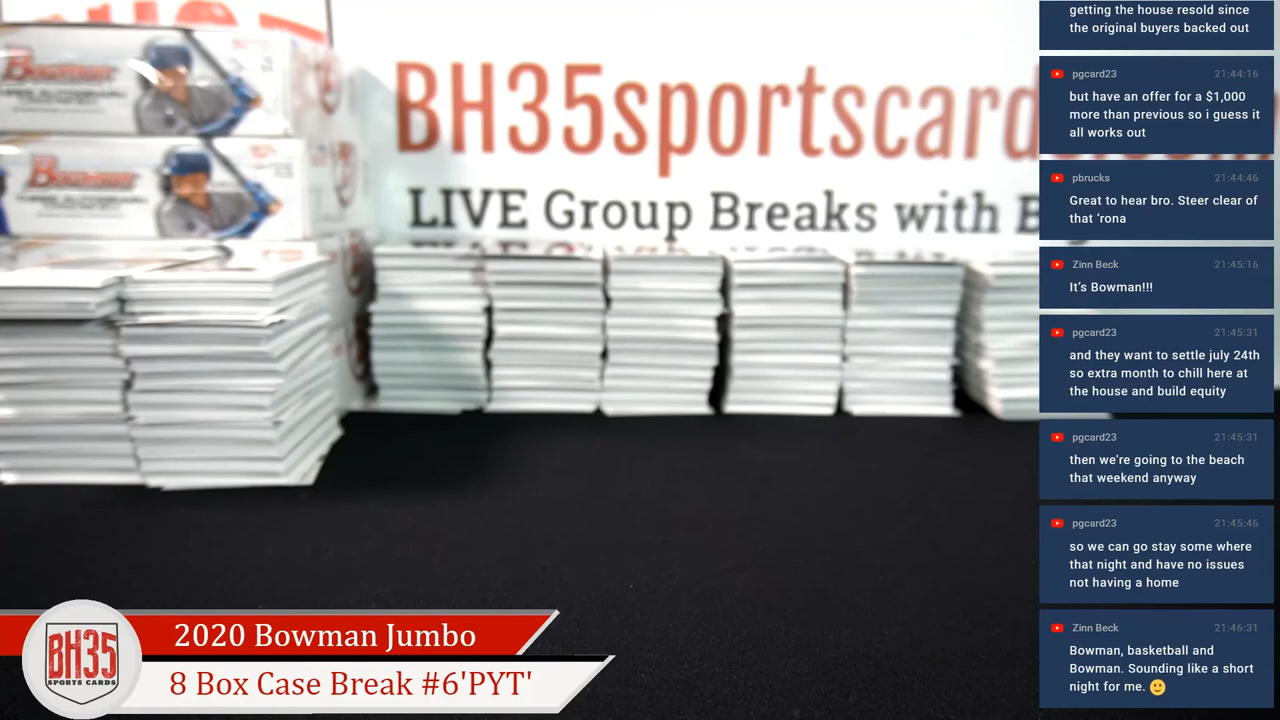 BOWMAN
BOWMAN
BH35sportscard
LIVE Group Breaks with B
getting the house resold since
the original buyers backed out
pgcard23 21:44:16
but have an offer for a $1,000
more than previous so i guess it
all works out
pbrucks 21:44:46
Great to hear bro. Steer clear of
that 'rona
Zinn Beck 21:45:16
It's Bowman!!!
pgcard23 21:45:31
and they want to settle july 24th
so extra month to chill here at
the house and build equity
pgcard23 21:45:31
then we're going to the beach
that weekend anyway
pgcard23 21:45:46
so we can go stay some where
that night and have no issues
not having a home
Zinn Beck 21:46:31
Bowman, basketball and
Bowman. Sounding like a short
night for me. 🙂
BH35
SPORTS CARDS
2020 Bowman Jumbo
8 Box Case Break #6'PYT'